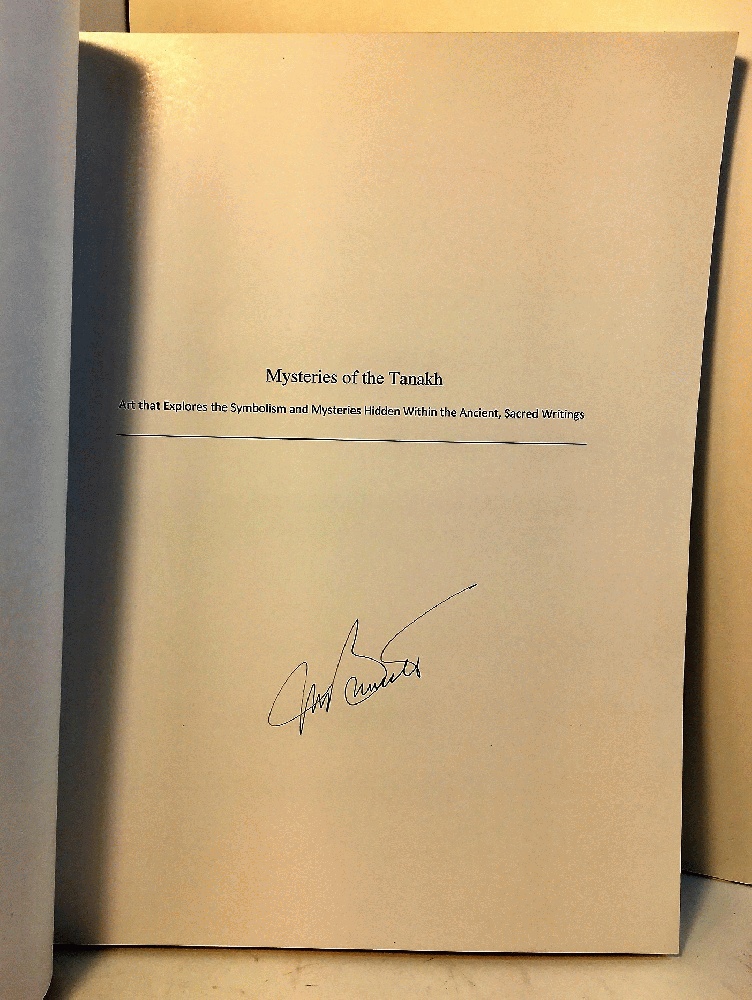 Mysteries of the Tanakh
Art that Explores the Symbolism and Mysteries Hidden Within the Ancient, Sacred Writings